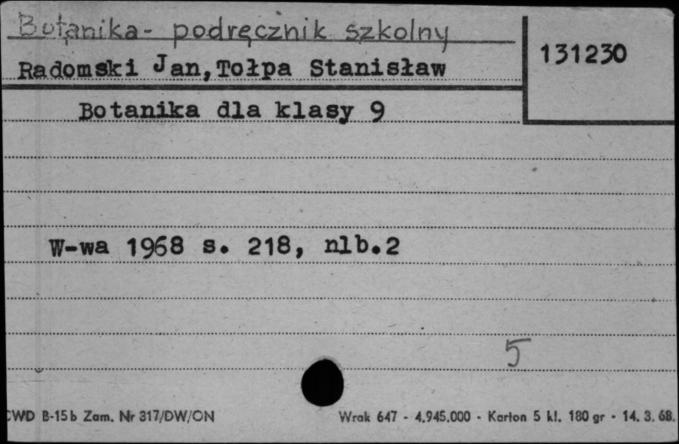 Botanika - podręcznik szkolny
131230
Radomski Jan, Tołpa Stanisław
Botanika dla klasy 9
W-wa 1968 s. 218, nlb.2
5
CWD B-15b Zam. Nr 317/DW/ON Wrak 647 - 4.945.000 - Karton 5 kl. 180 gr - 14. 3. 68.